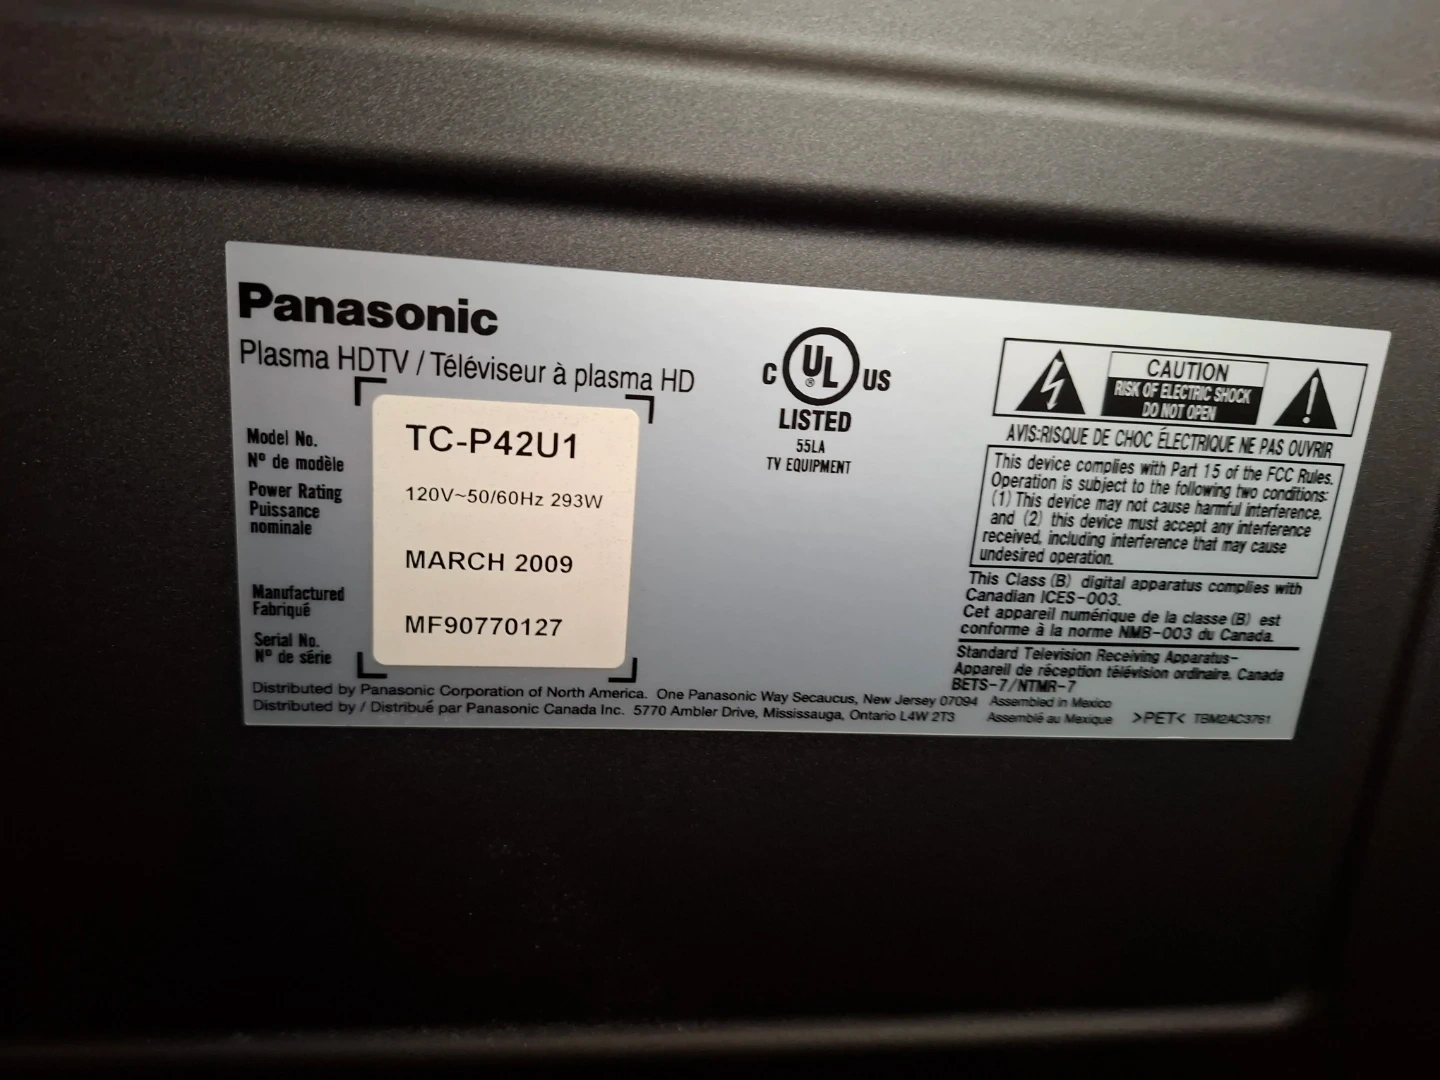 Panasonic
Plasma HDTV / Téléviseur à plasma HD
Model No.
N° de modèle
TC-P42U1
Power Rating
Puissance
nominale
120V~50/60Hz 293W
MARCH 2009
Manufactured
Fabriqué
MF90770127
Serial No.
N° de série
C UL® US
LISTED
55LA
TV EQUIPMENT
CAUTION
RISK OF ELECTRIC SHOCK
DO NOT OPEN
AVIS:RISQUE DE CHOC ÉLECTRIQUE NE PAS OUVRIR
This device complies with Part 15 of the FCC Rules.
Operation is subject to the following two conditions:
(1) This device may not cause harmful interference,
and (2) this device must accept any interference
received, including interference that may cause
undesired operation.
This Class (B) digital apparatus complies with
Canadian ICES-003.
Cet appareil numérique de la classe (B) est
conforme à la norme NMB-003 du Canada.
Standard Television Receiving Apparatus-
Appareil de réception télévision ordinaire, Canada
BETS-7/NTMR-7
Distributed by Panasonic Corporation of North America. One Panasonic Way Secaucus, New Jersey 07094
Distributed by / Distribué par Panasonic Canada Inc. 5770 Ambler Drive, Mississauga, Ontario L4W 2T3
Assembled in Mexico
Assemblé au Mexique >PET< TBM2AC3761